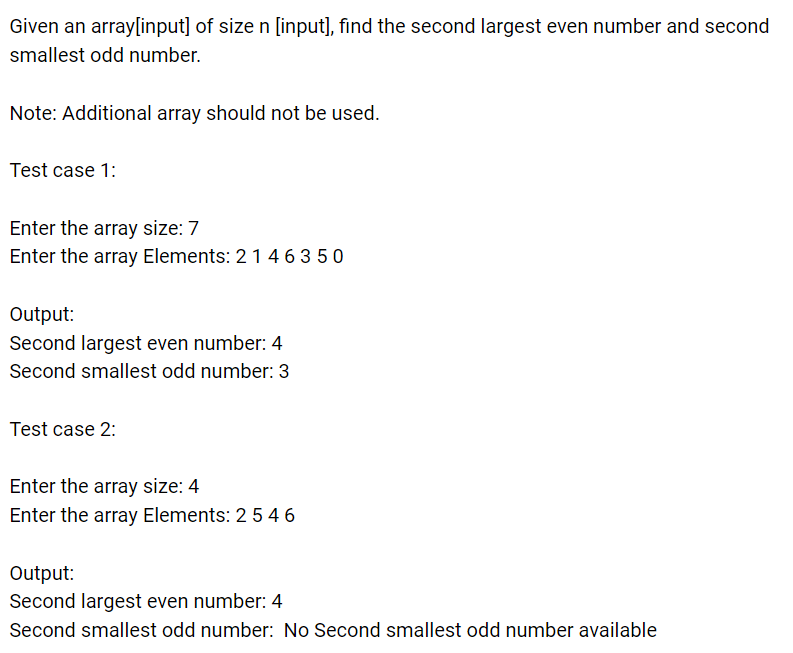 Given an array[input] of size n [input], find the second largest even number and second
smallest odd number.
Note: Additional array should not be used.
Test case 1:
Enter the array size: 7
Enter the array Elements: 2 1 4 6 3 5 0
Output:
Second largest even number: 4
Second smallest odd number: 3
Test case 2:
Enter the array size: 4
Enter the array Elements: 2 5 4 6
Output:
Second largest even number: 4
Second smallest odd number:  No Second smallest odd number available